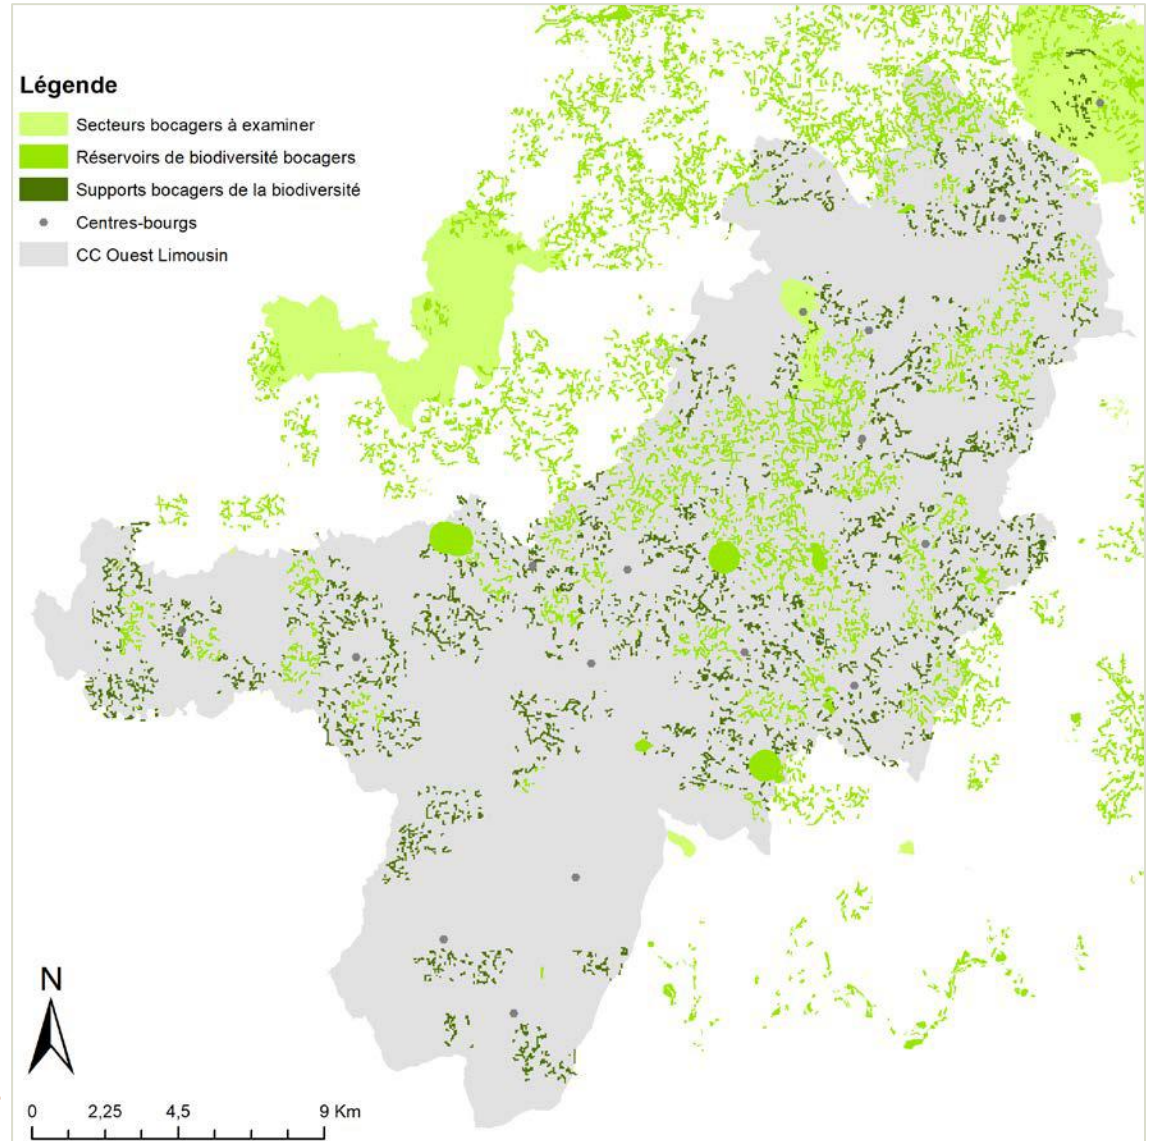 Légende
Secteurs bocagers à examiner
Réservoirs de biodiversité bocagers
Supports bocagers de la biodiversité
Centres-bourgs
CC Ouest Limousin
N
0 2,25 4,5 9 Km